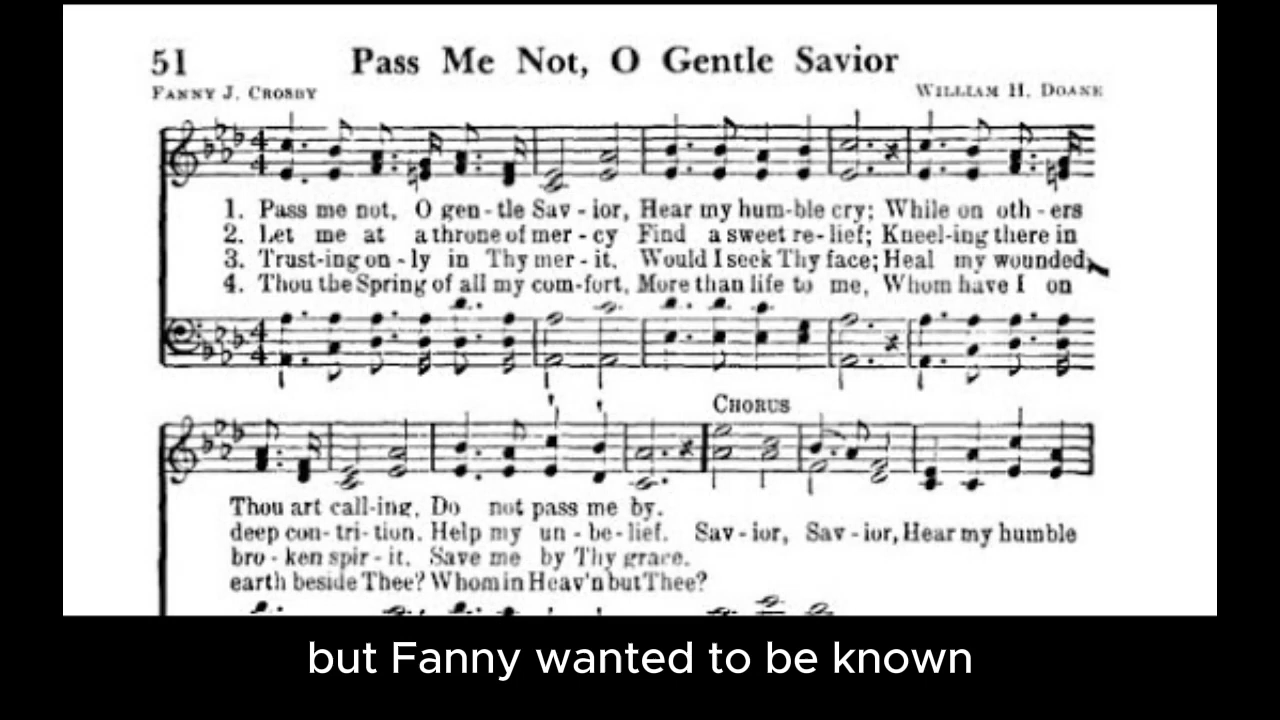 51 Pass Me Not, O Gentle Savior
FANNY J. CROSBY WILLIAM H. DOANE
1. Pass me not, O gen-tle Sav-ior, Hear my hum-ble cry; While on oth-ers
2. Let me at a throne of mer-cy Find a sweet re-lief; Kneel-ing there in
3. Trust-ing on-ly in Thy mer-it, Would I seek Thy face; Heal my wounded,
4. Thou the Spring of all my com-fort, More than life to me, Whom have I on
CHORUS
Thou art call-ing, Do not pass me by.
deep con-tri-tion, Help my un-be-lief. Sav-ior, Sav-ior, Hear my humble
bro-ken spir-it, Save me by Thy grace.
earth beside Thee? Whom in Heav'n but Thee?
but Fanny wanted to be known